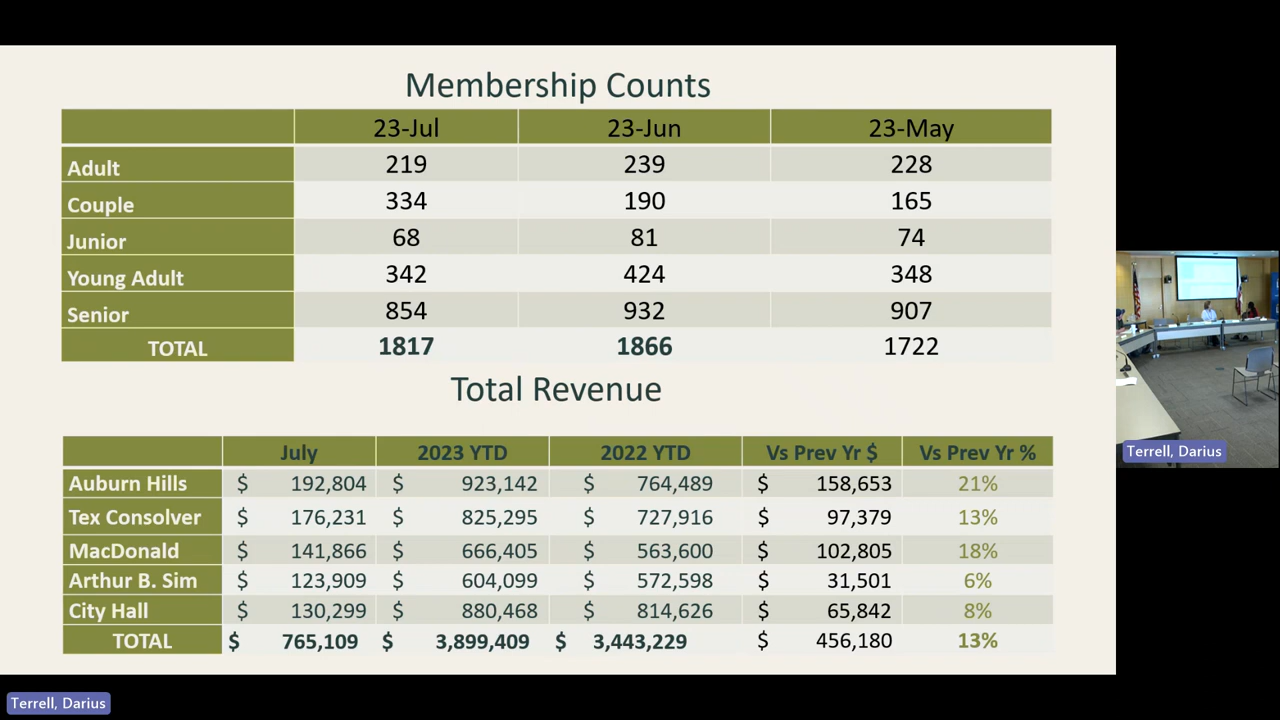 Membership Counts
23-Jul 23-Jun 23-May
Adult 219 239 228
Couple 334 190 165
Junior 68 81 74
Young Adult 342 424 348
Senior 854 932 907
TOTAL 1817 1866 1722
Total Revenue
July 2023 YTD 2022 YTD Vs Prev Yr $ Vs Prev Yr %
Auburn Hills $ 192,804 $ 923,142 $ 764,489 $ 158,653 21%
Tex Consolver $ 176,231 $ 825,295 $ 727,916 $ 97,379 13%
MacDonald $ 141,866 $ 666,405 $ 563,600 $ 102,805 18%
Arthur B. Sim $ 123,909 $ 604,099 $ 572,598 $ 31,501 6%
City Hall $ 130,299 $ 880,468 $ 814,626 $ 65,842 8%
TOTAL $ 765,109 $ 3,899,409 $ 3,443,229 $ 456,180 13%
Terrell, Darius
Terrell, Darius